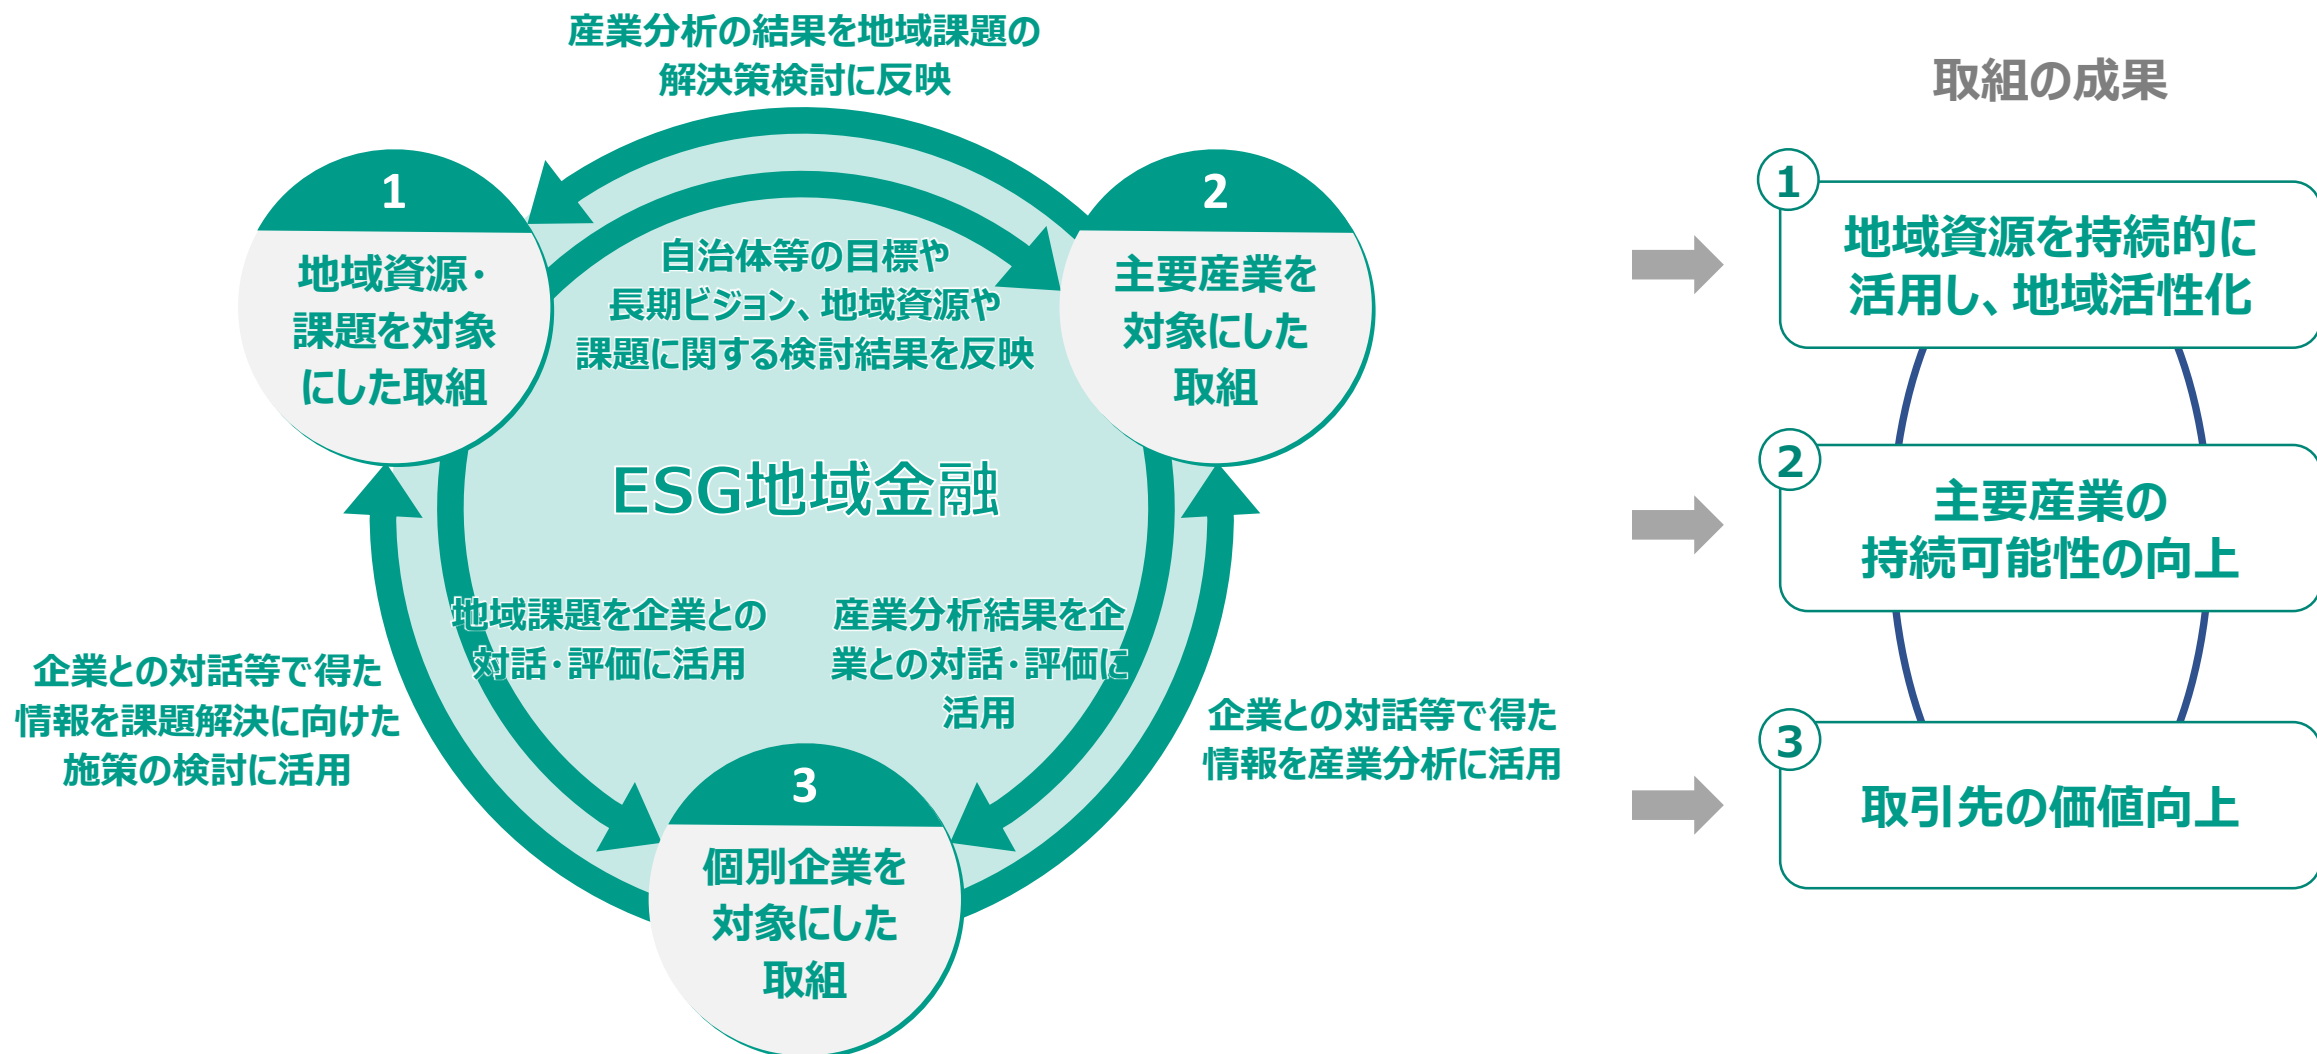 産業分析の結果を地域課題の
解決策検討に反映
1
地域資源・
課題を対象
にした取組
2
主要産業を
対象にした
取組
自治体等の目標や
長期ビジョン、地域資源や
課題に関する検討結果を反映
ESG地域金融
地域課題を企業との
対話・評価に活用
産業分析結果を企
業との対話・評価に
活用
企業との対話等で得た
情報を課題解決に向けた
施策の検討に活用
企業との対話等で得た
情報を産業分析に活用
3
個別企業を
対象にした
取組
取組の成果
1
地域資源を持続的に
活用し、地域活性化
2
主要産業の
持続可能性の向上
3
取引先の価値向上